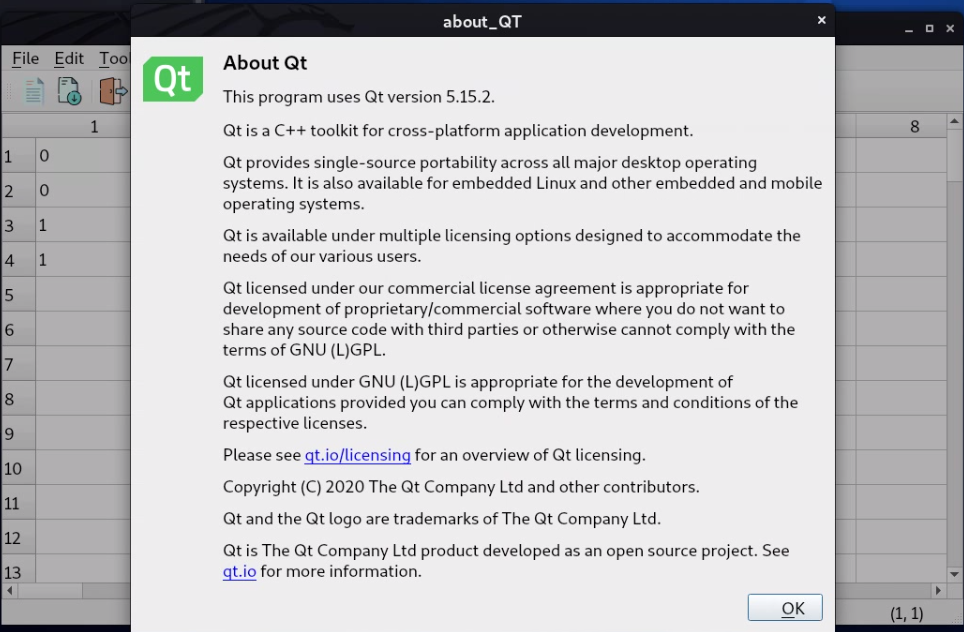 about_QT
×
File Edit Too
Qt
About Qt
This program uses Qt version 5.15.2.
Qt is a C++ toolkit for cross-platform application development.
Qt provides single-source portability across all major desktop operating
systems. It is also available for embedded Linux and other embedded and mobile
operating systems.
Qt is available under multiple licensing options designed to accommodate the
needs of our various users.
Qt licensed under our commercial license agreement is appropriate for
development of proprietary/commercial software where you do not want to
share any source code with third parties or otherwise cannot comply with the
terms of GNU (L)GPL.
Qt licensed under GNU (L)GPL is appropriate for the development of
Qt applications provided you can comply with the terms and conditions of the
respective licenses.
Please see qt.io/licensing for an overview of Qt licensing.
Copyright (C) 2020 The Qt Company Ltd and other contributors.
Qt and the Qt logo are trademarks of The Qt Company Ltd.
Qt is The Qt Company Ltd product developed as an open source project. See
qt.io for more information.
OK
1 8
1 0
2 0
3 1
4 1
5
6
7
8
9
10
11
12
13
(1, 1)